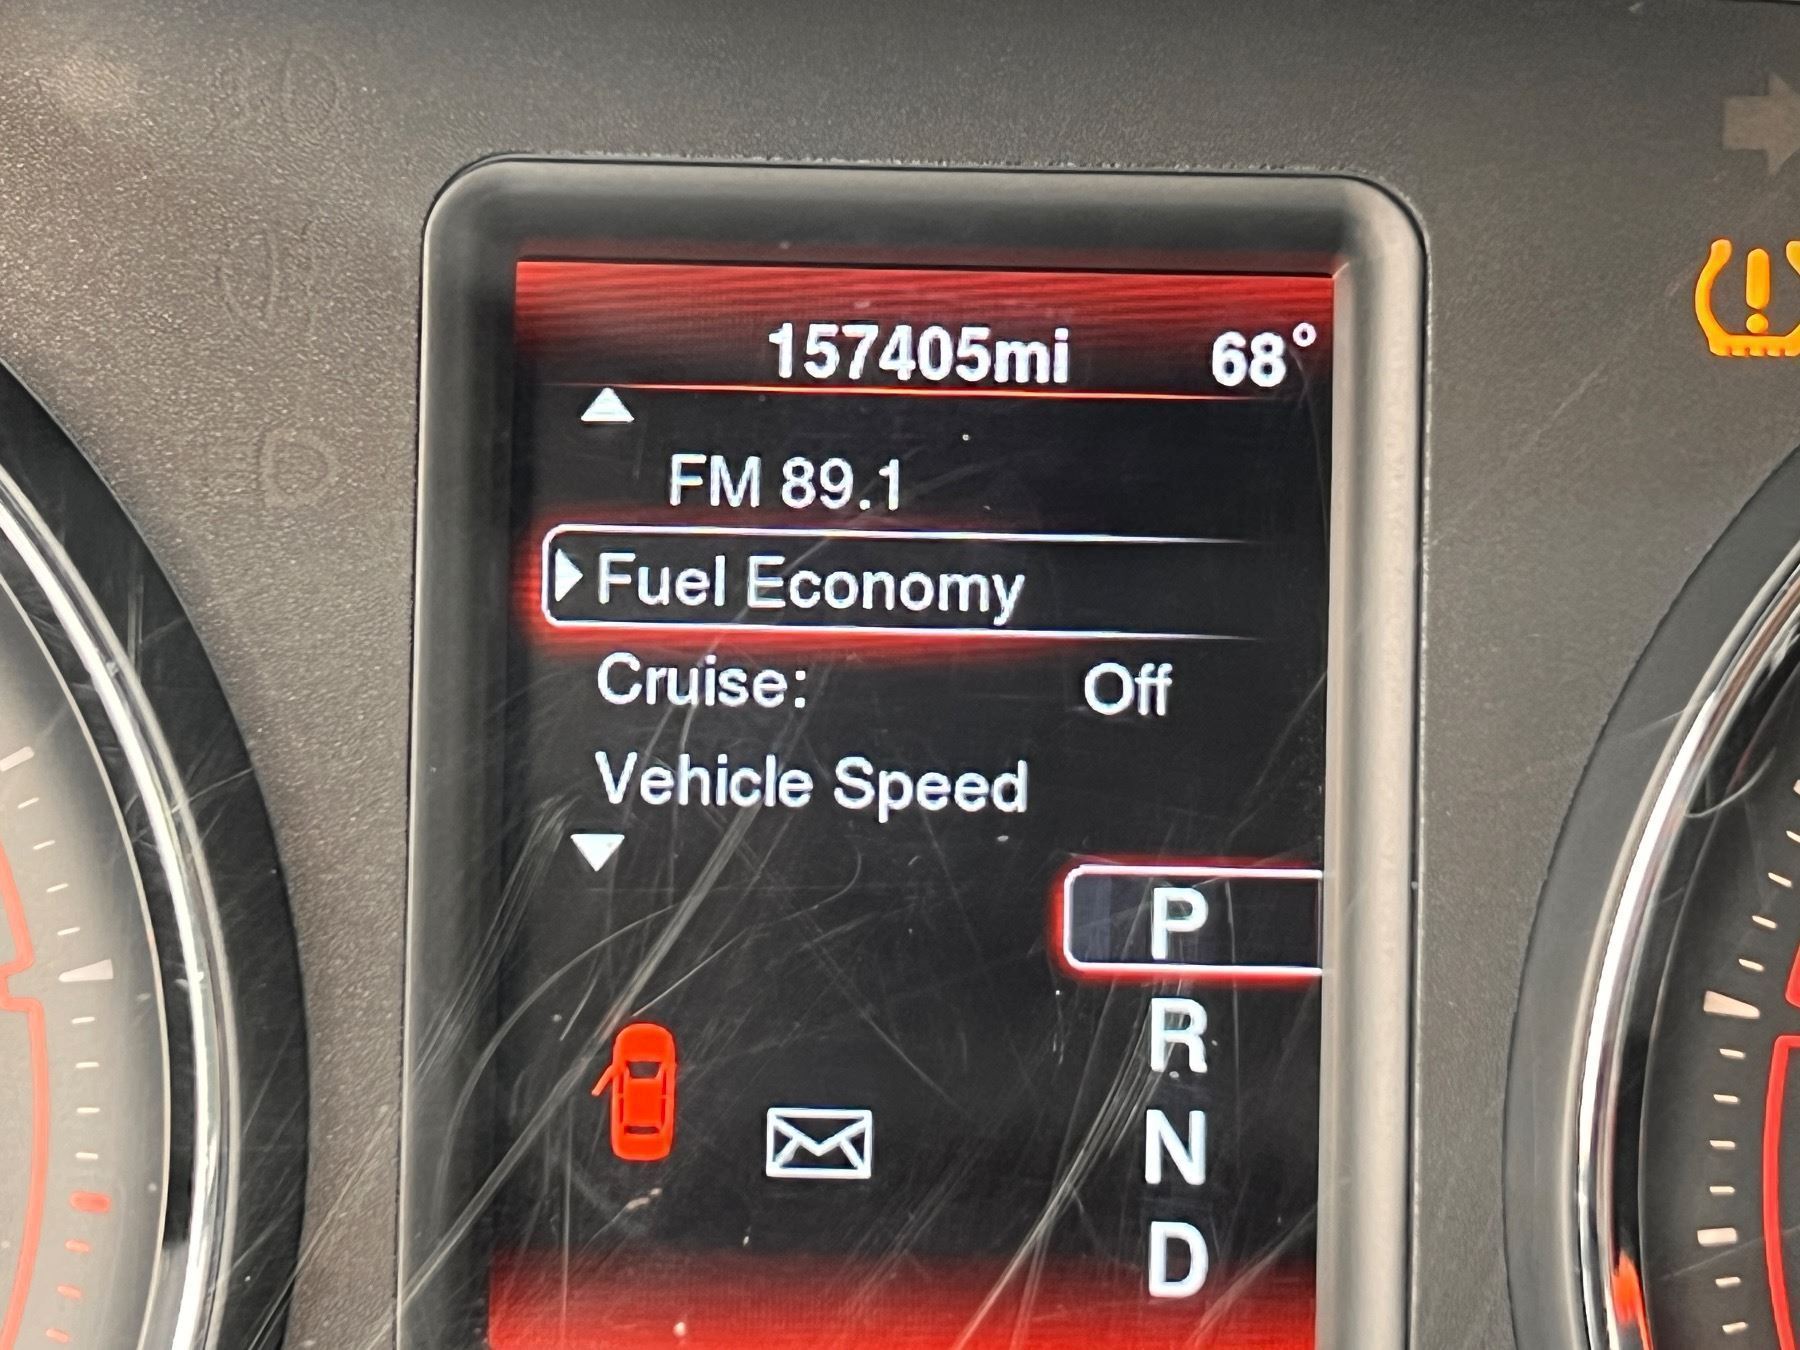 157405mi 68°
FM 89.1
Fuel Economy
Cruise: Off
Vehicle Speed
P
R
N
D